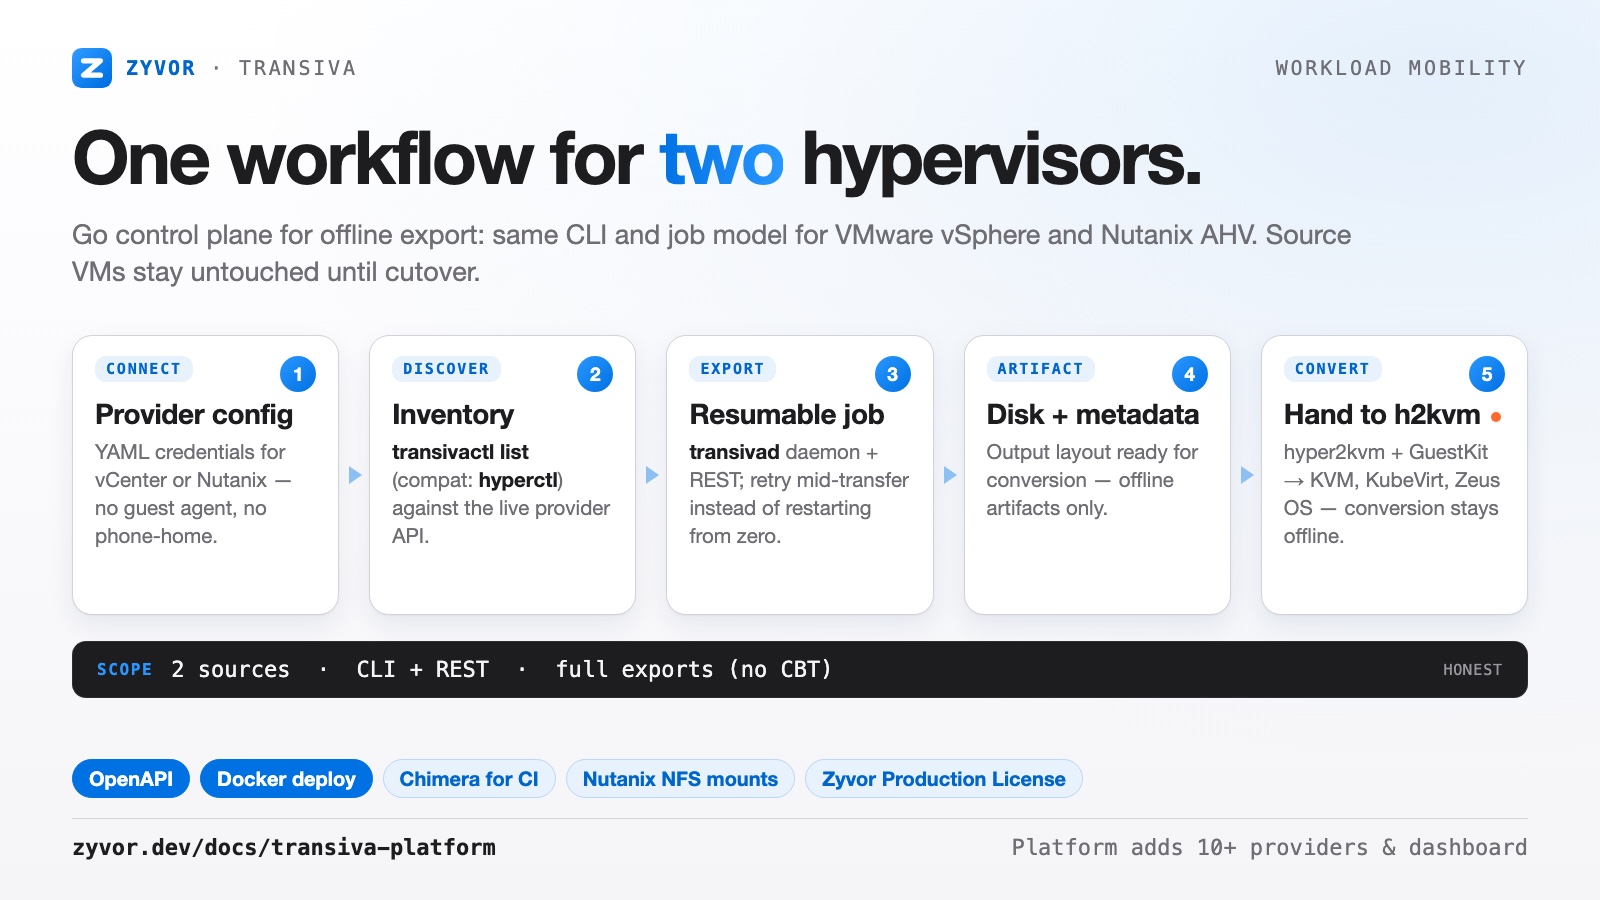 ZYVOR · TRANSIVA
WORKLOAD MOBILITY
One workflow for two hypervisors.
Go control plane for offline export: same CLI and job model for VMware vSphere and Nutanix AHV. Source
VMs stay untouched until cutover.
CONNECT
1
Provider config
YAML credentials for
vCenter or Nutanix —
no guest agent, no
phone-home.
DISCOVER
2
Inventory
transivactl list
(compat: hyperctl)
against the live provider
API.
EXPORT
3
Resumable job
transivad daemon +
REST; retry mid-transfer
instead of restarting
from zero.
ARTIFACT
4
Disk + metadata
Output layout ready for
conversion — offline
artifacts only.
CONVERT
5
Hand to h2kvm
hyper2kvm + GuestKit
→ KVM, KubeVirt, Zeus
OS — conversion stays
offline.
SCOPE 2 sources · CLI + REST · full exports (no CBT)
HONEST
OpenAPI
Docker deploy
Chimera for CI
Nutanix NFS mounts
Zyvor Production License
zyvor.dev/docs/transiva-platform
Platform adds 10+ providers & dashboard